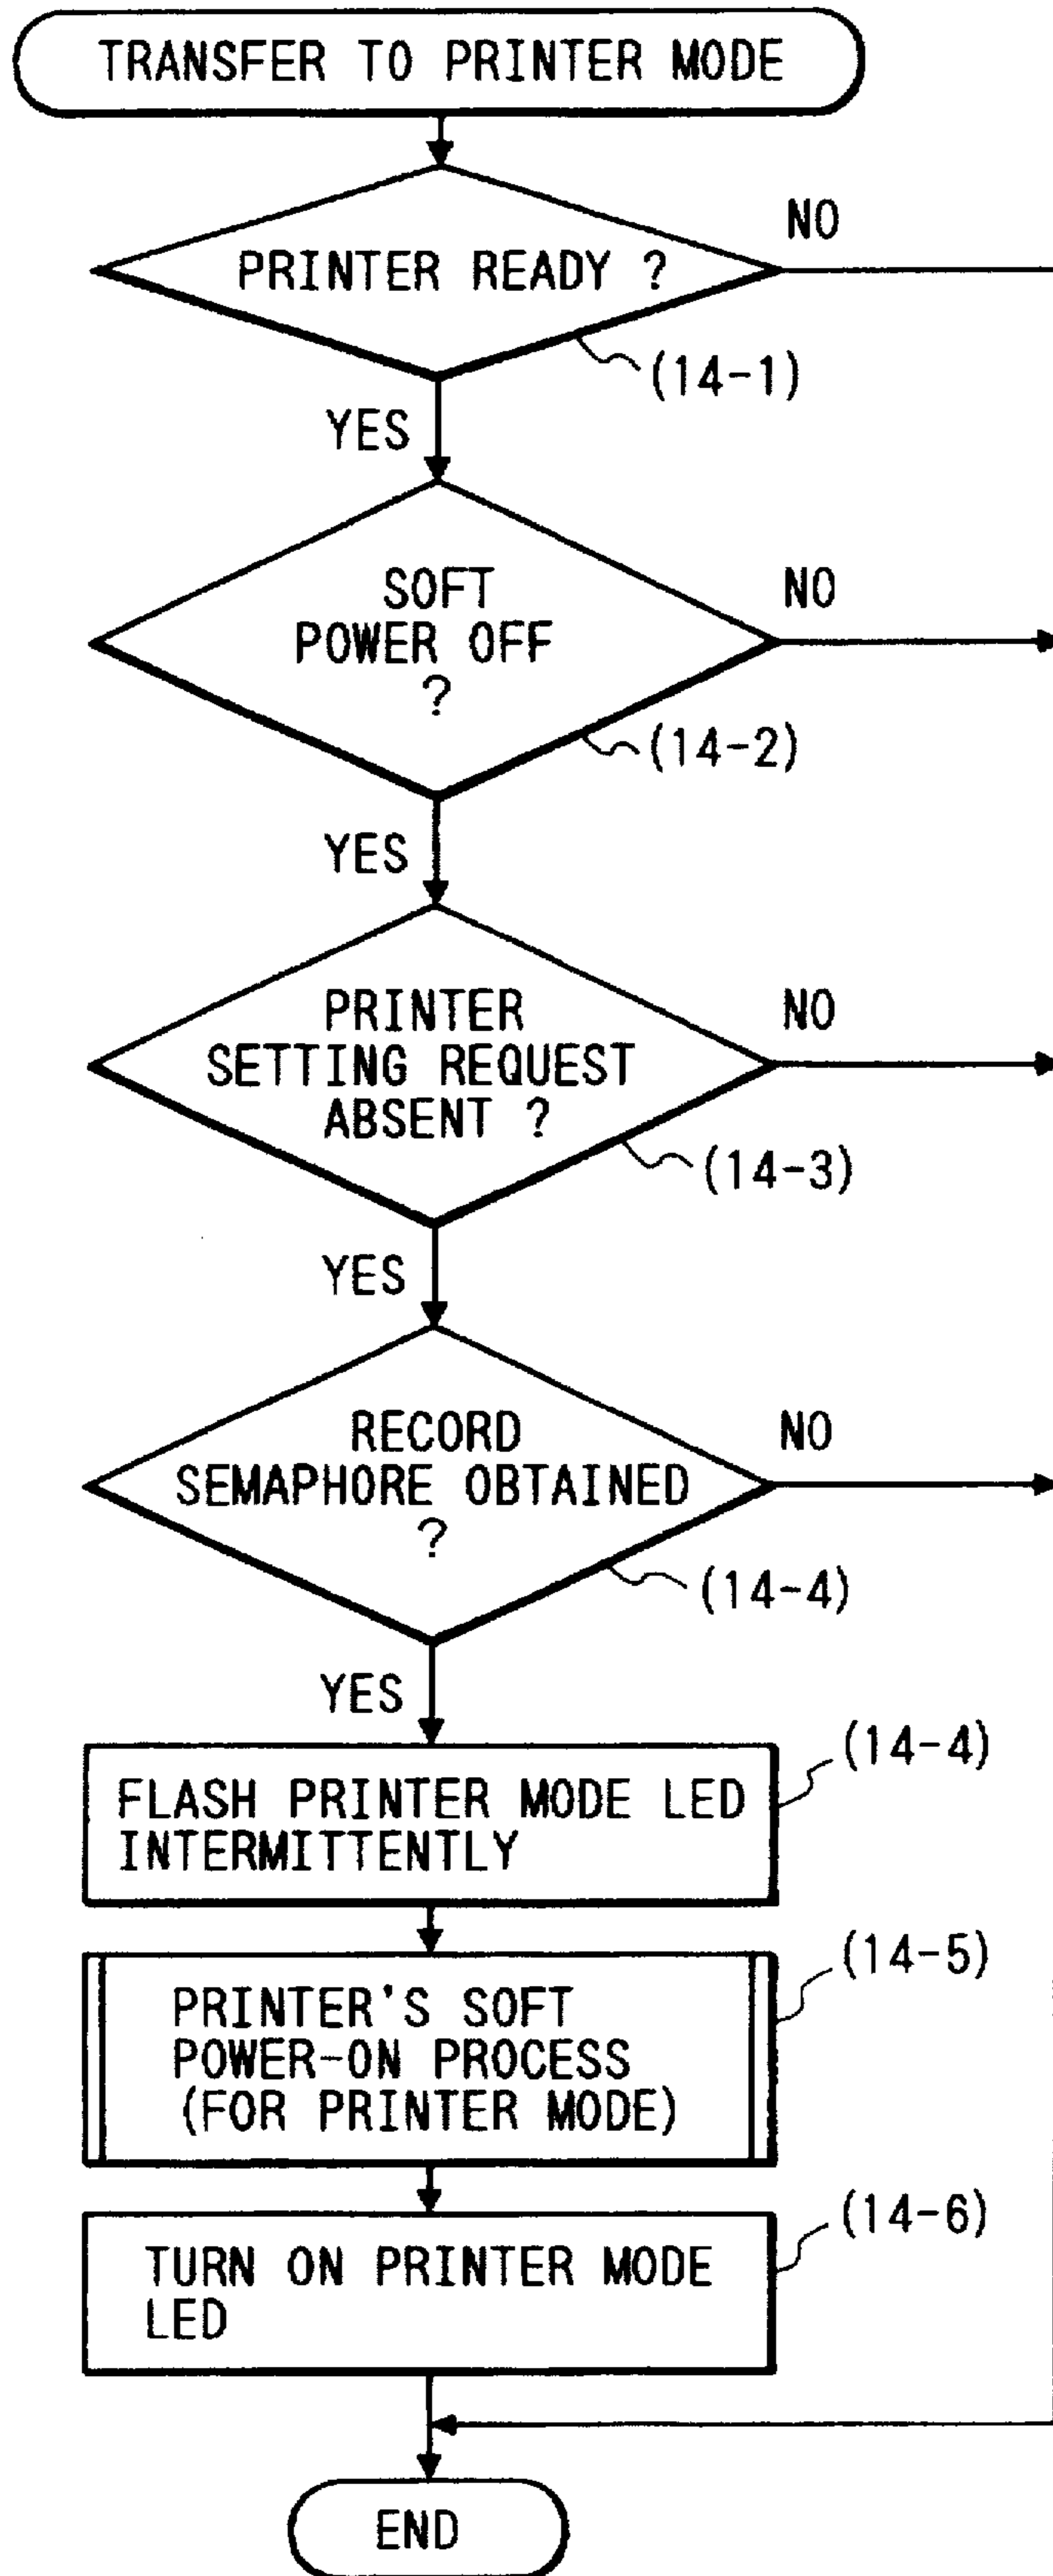 TRANSFER TO PRINTER MODE
NO
PRINTER READY ?
(14-1)
YES
SOFT
POWER OFF
?
NO
(14-2)
YES
PRINTER
SETTING REQUEST
ABSENT ?
NO
(14-3)
YES
RECORD
SEMAPHORE OBTAINED
?
NO
(14-4)
YES
(14-4)
FLASH PRINTER MODE LED
INTERMITTENTLY
(14-5)
PRINTER'S SOFT
POWER-ON PROCESS
(FOR PRINTER MODE)
(14-6)
TURN ON PRINTER MODE
LED
END